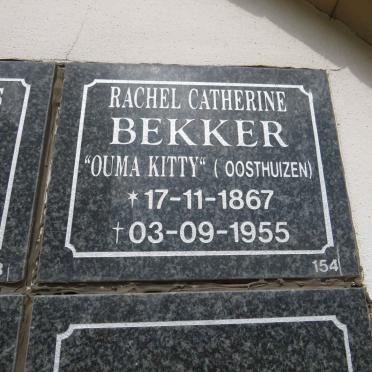 RACHEL CATHERINE
BEKKER
"OUMA KITTY" (OOSTHUIZEN)
* 17-11-1867
† 03-09-1955
154